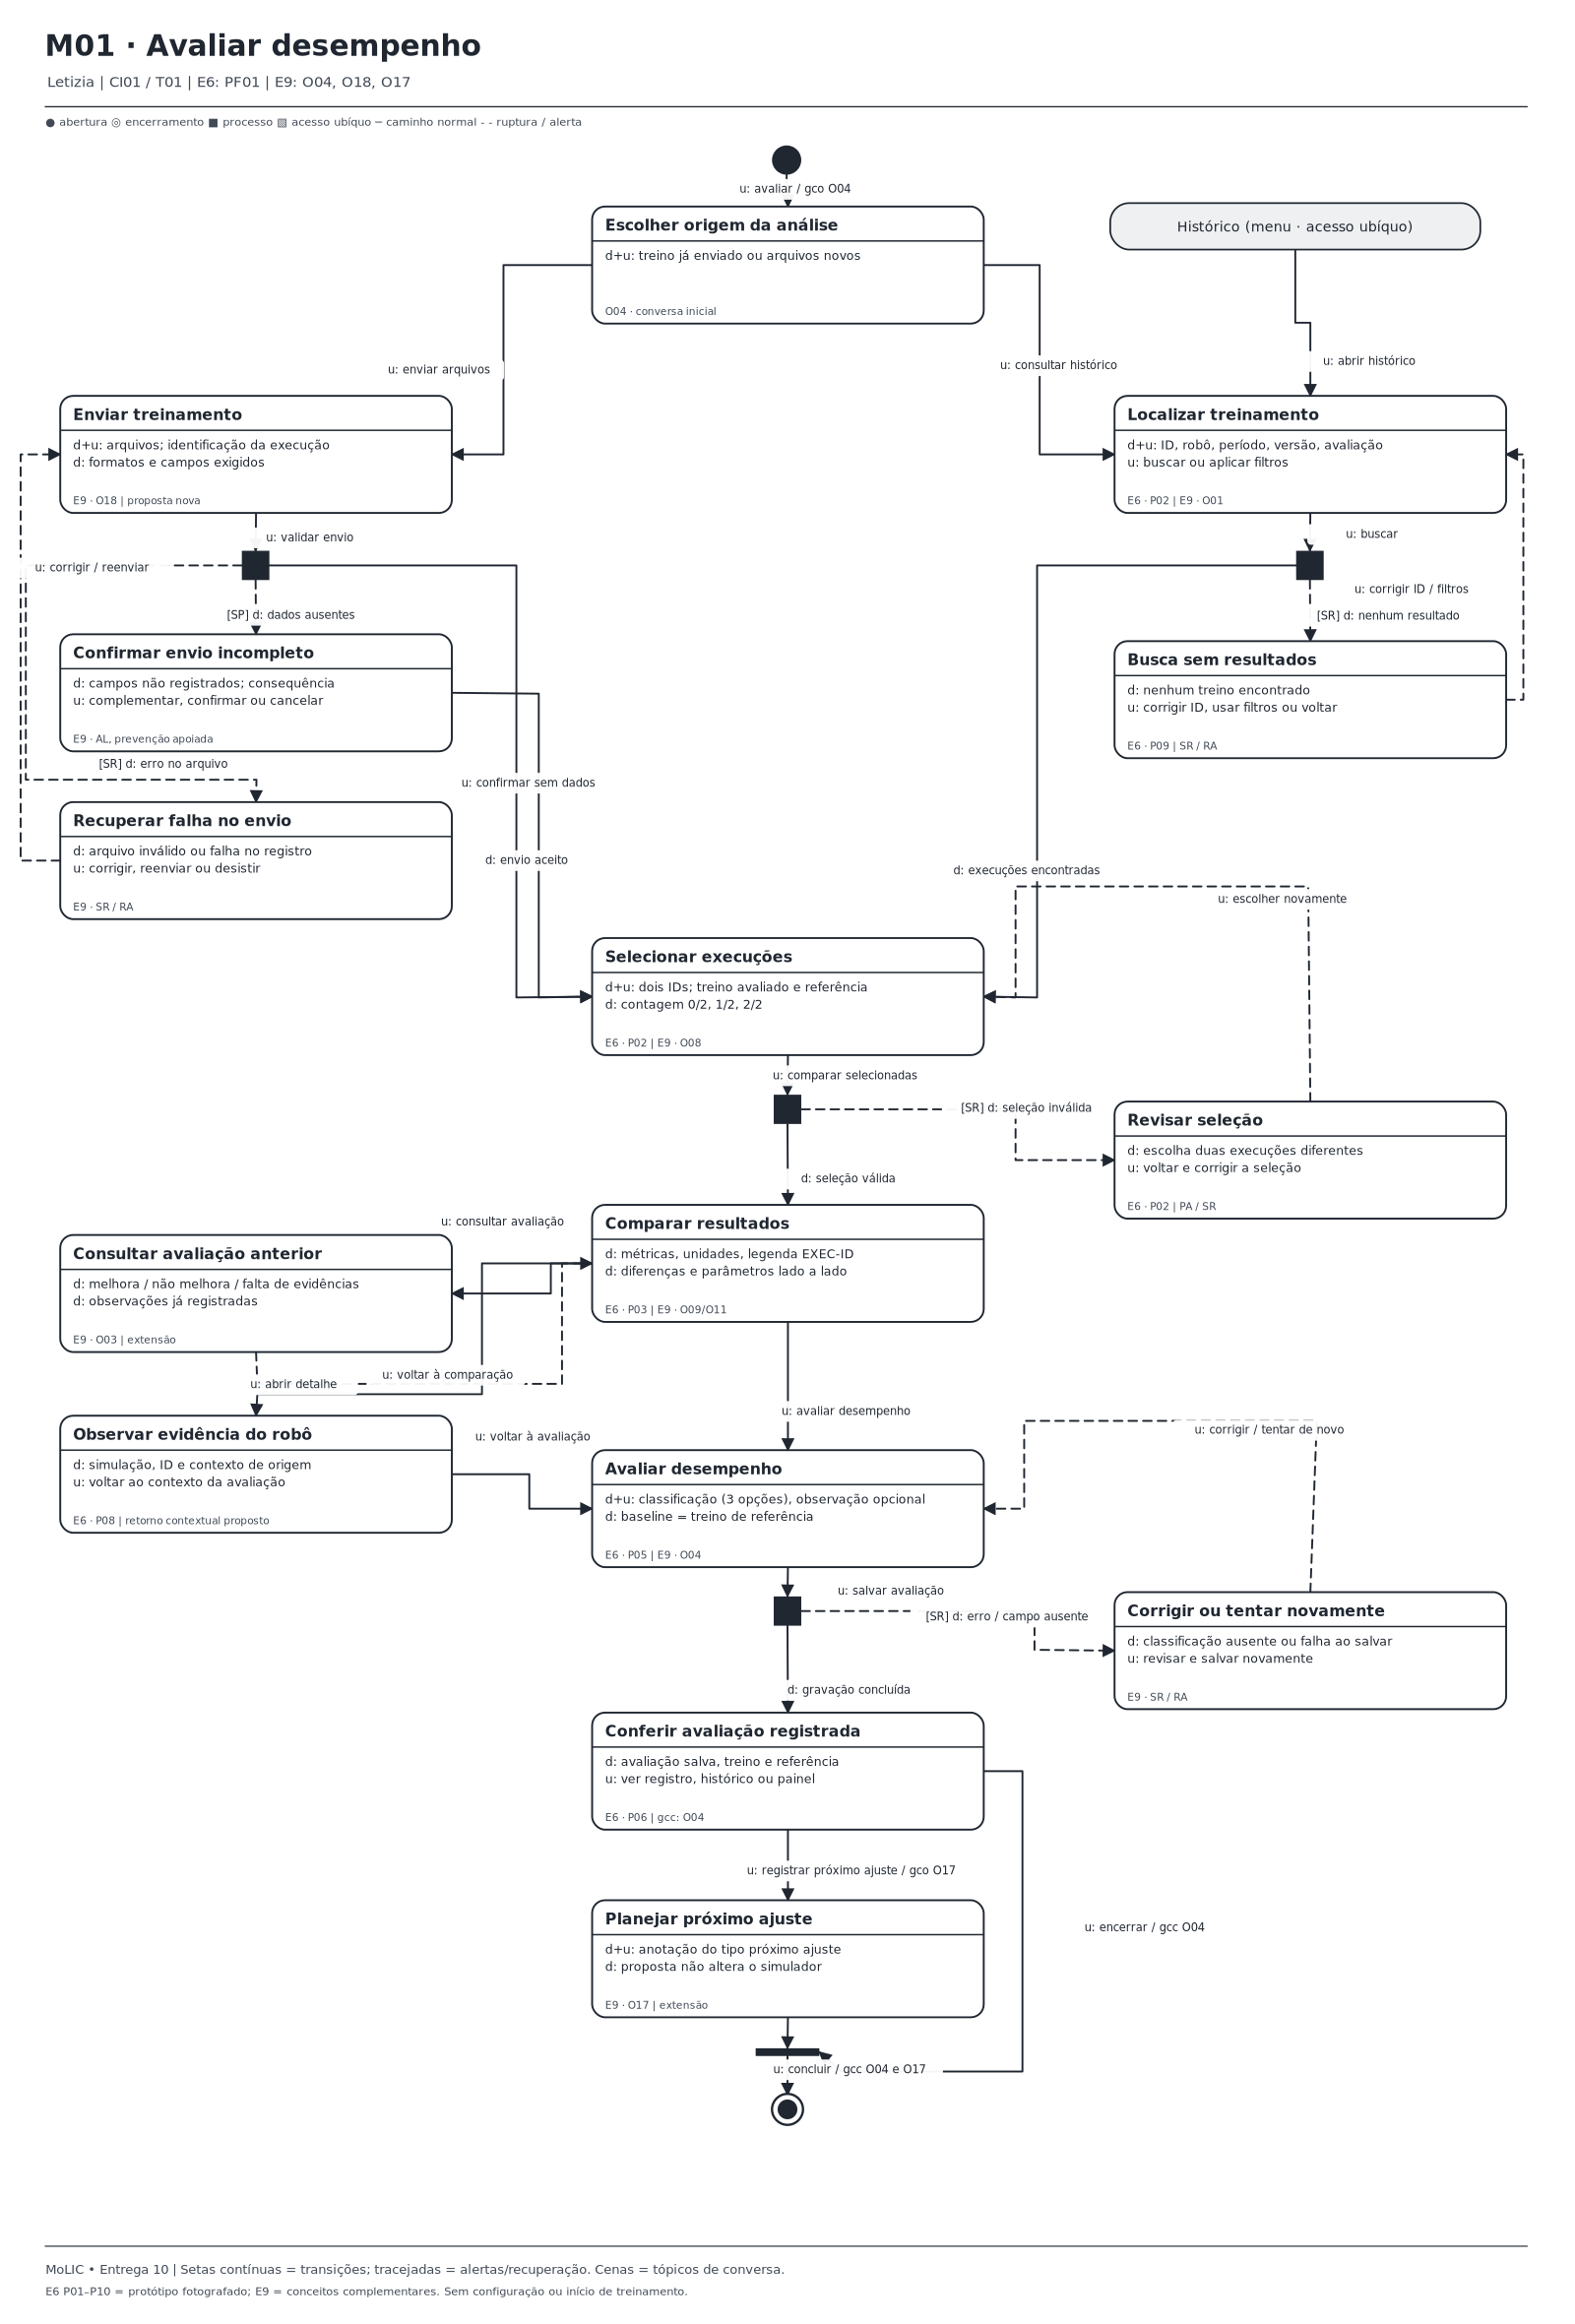 M01 · Avaliar desempenho
Letizia | CI01 / T01 | E6: PF01 | E9: O04, O18, O17
● abertura ◎ encerramento ■ processo ▧ acesso ubíquo ─ caminho normal - - ruptura / alerta
u: avaliar / gco O04
Escolher origem da análise
d+u: treino já enviado ou arquivos novos
O04 · conversa inicial
Histórico (menu · acesso ubíquo)
u: enviar arquivos
u: consultar histórico
u: abrir histórico
Enviar treinamento
d+u: arquivos; identificação da execução
d: formatos e campos exigidos
E9 · O18 | proposta nova
Localizar treinamento
d+u: ID, robô, período, versão, avaliação
u: buscar ou aplicar filtros
E6 · P02 | E9 · O01
u: validar envio
u: buscar
u: corrigir / reenviar
u: corrigir ID / filtros
[SP] d: dados ausentes
[SR] d: nenhum resultado
Confirmar envio incompleto
d: campos não registrados; consequência
u: complementar, confirmar ou cancelar
E9 · AL, prevenção apoiada
Busca sem resultados
d: nenhum treino encontrado
u: corrigir ID, usar filtros ou voltar
E6 · P09 | SR / RA
[SR] d: erro no arquivo
u: confirmar sem dados
Recuperar falha no envio
d: arquivo inválido ou falha no registro
u: corrigir, reenviar ou desistir
E9 · SR / RA
d: envio aceito
d: execuções encontradas
u: escolher novamente
Selecionar execuções
d+u: dois IDs; treino avaliado e referência
d: contagem 0/2, 1/2, 2/2
E6 · P02 | E9 · O08
u: comparar selecionadas
[SR] d: seleção inválida
Revisar seleção
d: escolha duas execuções diferentes
u: voltar e corrigir a seleção
E6 · P02 | PA / SR
d: seleção válida
u: consultar avaliação
Comparar resultados
d: métricas, unidades, legenda EXEC-ID
d: diferenças e parâmetros lado a lado
E6 · P03 | E9 · O09/O11
Consultar avaliação anterior
d: melhora / não melhora / falta de evidências
d: observações já registradas
E9 · O03 | extensão
u: voltar à comparação
u: abrir detalhe
u: avaliar desempenho
Observar evidência do robô
d: simulação, ID e contexto de origem
u: voltar ao contexto da avaliação
E6 · P08 | retorno contextual proposto
u: voltar à avaliação
u: corrigir / tentar de novo
Avaliar desempenho
d+u: classificação (3 opções), observação opcional
d: baseline = treino de referência
E6 · P05 | E9 · O04
u: salvar avaliação
[SR] d: erro / campo ausente
Corrigir ou tentar novamente
d: classificação ausente ou falha ao salvar
u: revisar e salvar novamente
E9 · SR / RA
d: gravação concluída
Conferir avaliação registrada
d: avaliação salva, treino e referência
u: ver registro, histórico ou painel
E6 · P06 | gcc: O04
u: registrar próximo ajuste / gco O17
Planejar próximo ajuste
d+u: anotação do tipo próximo ajuste
d: proposta não altera o simulador
E9 · O17 | extensão
u: encerrar / gcc O04
u: concluir / gcc O04 e O17
MoLIC • Entrega 10 | Setas contínuas = transições; tracejadas = alertas/recuperação. Cenas = tópicos de conversa.
E6 P01–P10 = protótipo fotografado; E9 = conceitos complementares. Sem configuração ou início de treinamento.